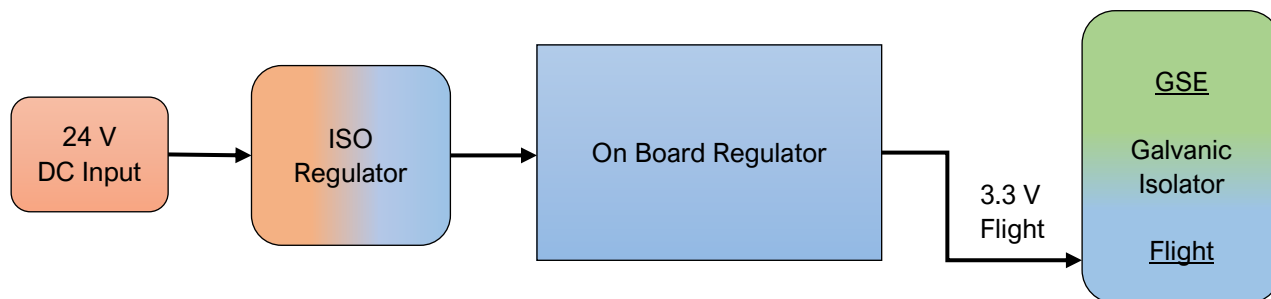 24 V
DC Input
ISO
Regulator
On Board Regulator
3.3 V
Flight
GSE
Galvanic
Isolator
Flight